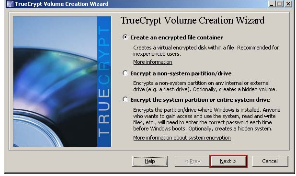 TrueCrypt Volume Creation Wizard
TrueCrypt Volume Creation Wizard
TRUECRYPT
Create an encrypted file container
Creates a virtual encrypted disk within a file. Recommended for
inexperienced users.
More information
Encrypt a non-system partition/drive
Encrypts a non-system partition on any internal or external
drive (e.g. a flash drive). Optionally, creates a hidden volume.
Encrypt the system partition or entire system drive
Encrypts the partition/drive where Windows is installed. Anyone
who wants to gain access and use the system, read and write
files, etc., will need to enter the correct password each time
before Windows boots. Optionally, creates a hidden system.
More information about system encryption
Help
< Prev
Next >
Cancel